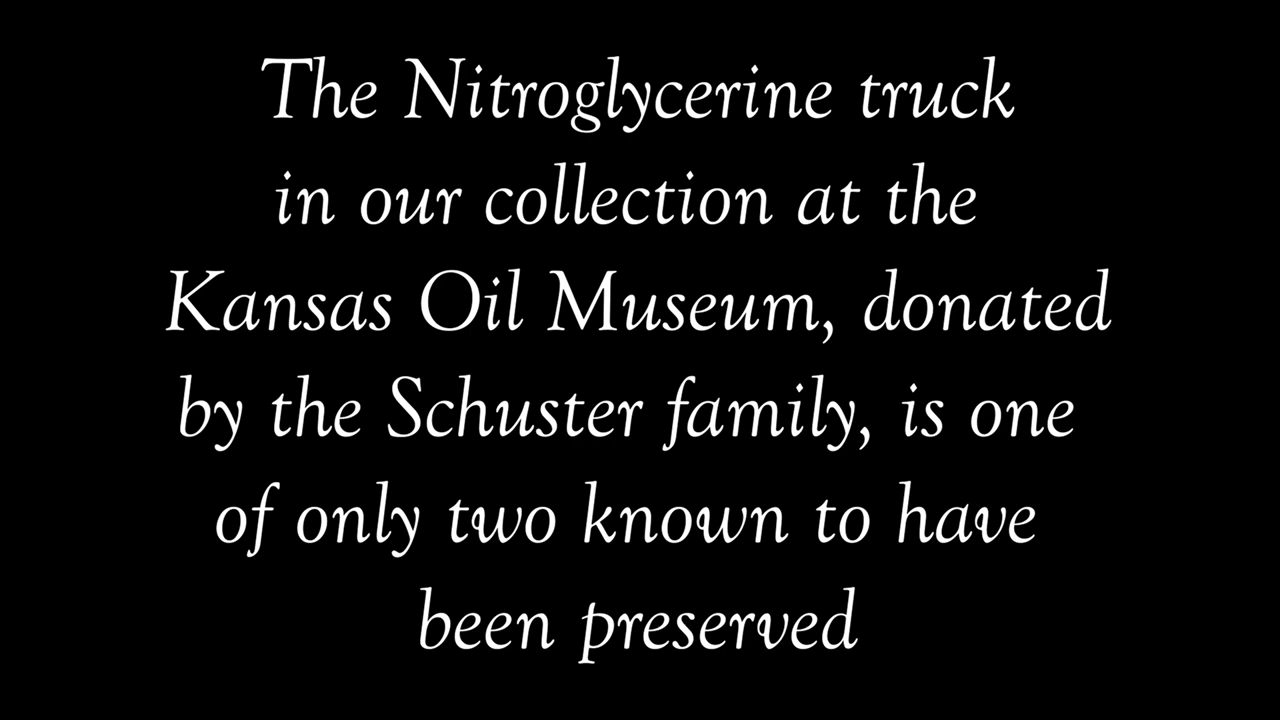 The Nitroglycerine truck
in our collection at the
Kansas Oil Museum, donated
by the Schuster family, is one
of only two known to have
been preserved